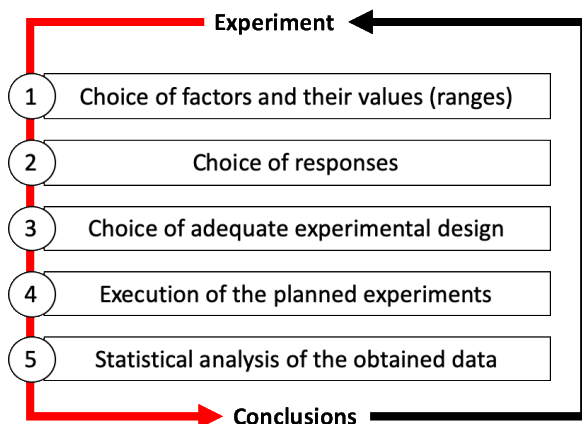 Experiment
1 Choice of factors and their values (ranges)
2 Choice of responses
3 Choice of adequate experimental design
4 Execution of the planned experiments
5 Statistical analysis of the obtained data
Conclusions